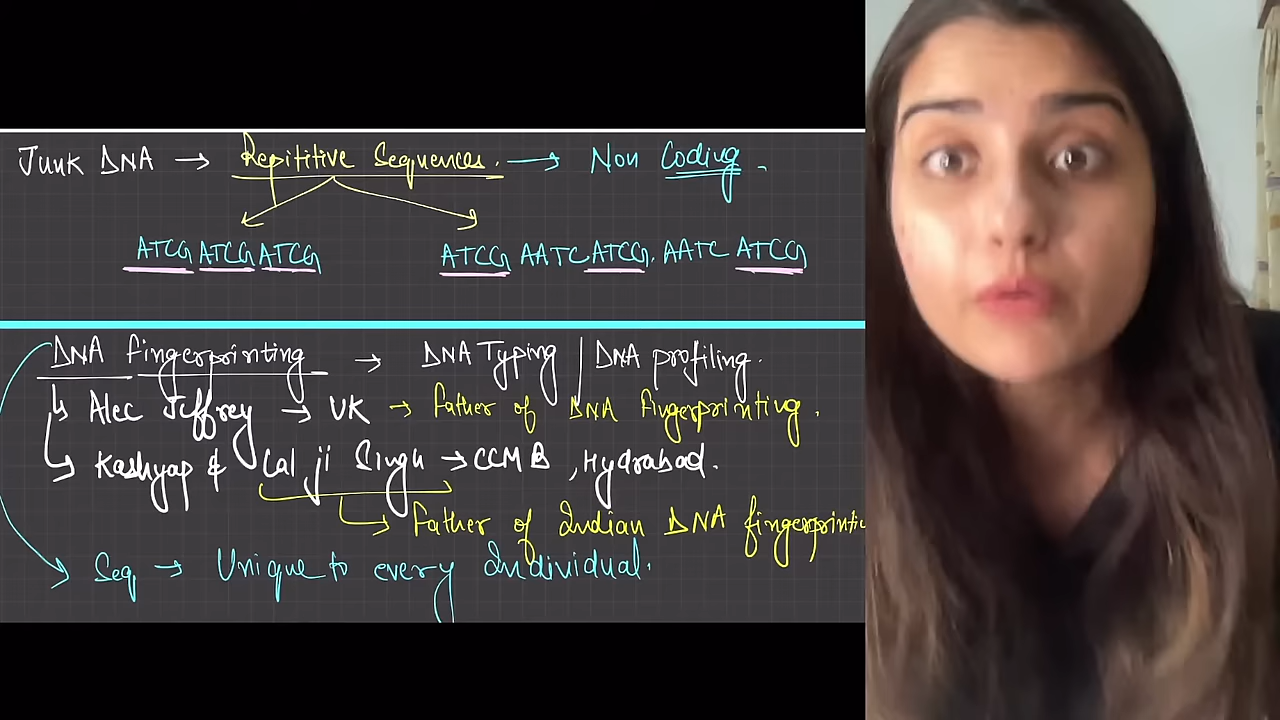 Junk DNA → Repititive Sequences. → Non Coding.
ATCG ATCG ATCG ATCG AATC ATCG. AATC ATCG
DNA fingerprinting → DNA Typing / DNA profiling.
Alec Jeffrey → UK → father of DNA fingerprinting.
Kashyap & Lal ji Singh → CCMB, Hydrabad.
father of Indian DNA fingerprintin
Seq → Unique to every Individual.